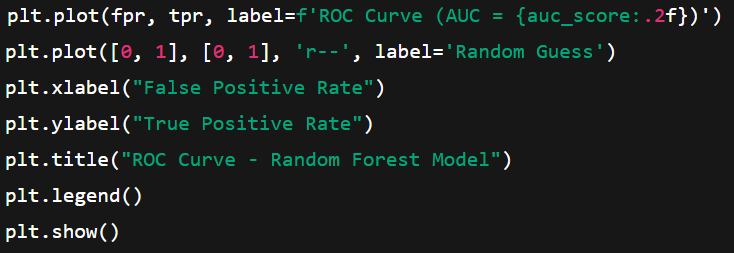 plt.plot(fpr, tpr, label=f'ROC Curve (AUC = {auc_score:.2f})')
plt.plot([0, 1], [0, 1], 'r--', label='Random Guess')
plt.xlabel("False Positive Rate")
plt.ylabel("True Positive Rate")
plt.title("ROC Curve - Random Forest Model")
plt.legend()
plt.show()